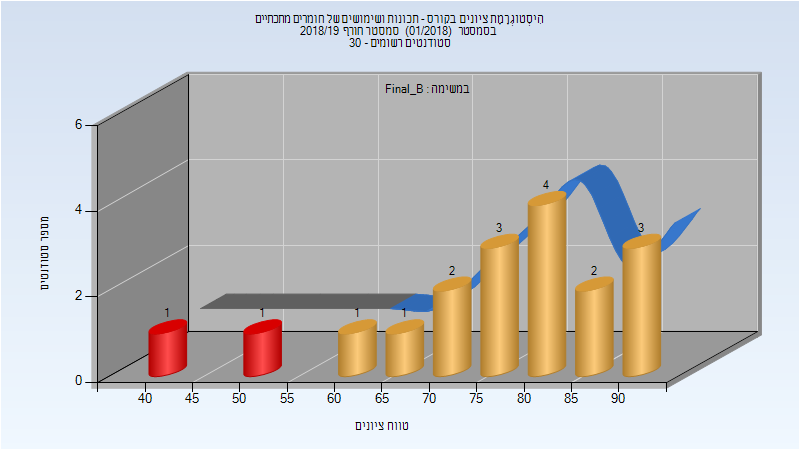 היסטוגרמת ציונים בקורס - תכונות ושימושים של חומרים מתכתיים
בסמסטר (01/2018) סמסטר חורף 2018/19
סטודנטים רשומים - 30
במשימה : Final_B
מספר סטודנטים
6
4
2
0
1
1
1
1
2
3
4
2
3
40 45 50 55 60 65 70 75 80 85 90
טווח ציונים